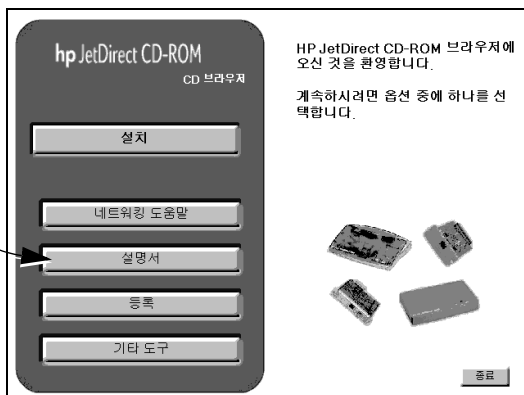 hp JetDirect CD-ROM
CD 브라우저
설치
네트워킹 도움말
설명서
등록
기타 도구
HP JetDirect CD-ROM 브라우저에
오신 것을 환영합니다.
계속하시려면 옵션 중에 하나를 선
택합니다.
종료